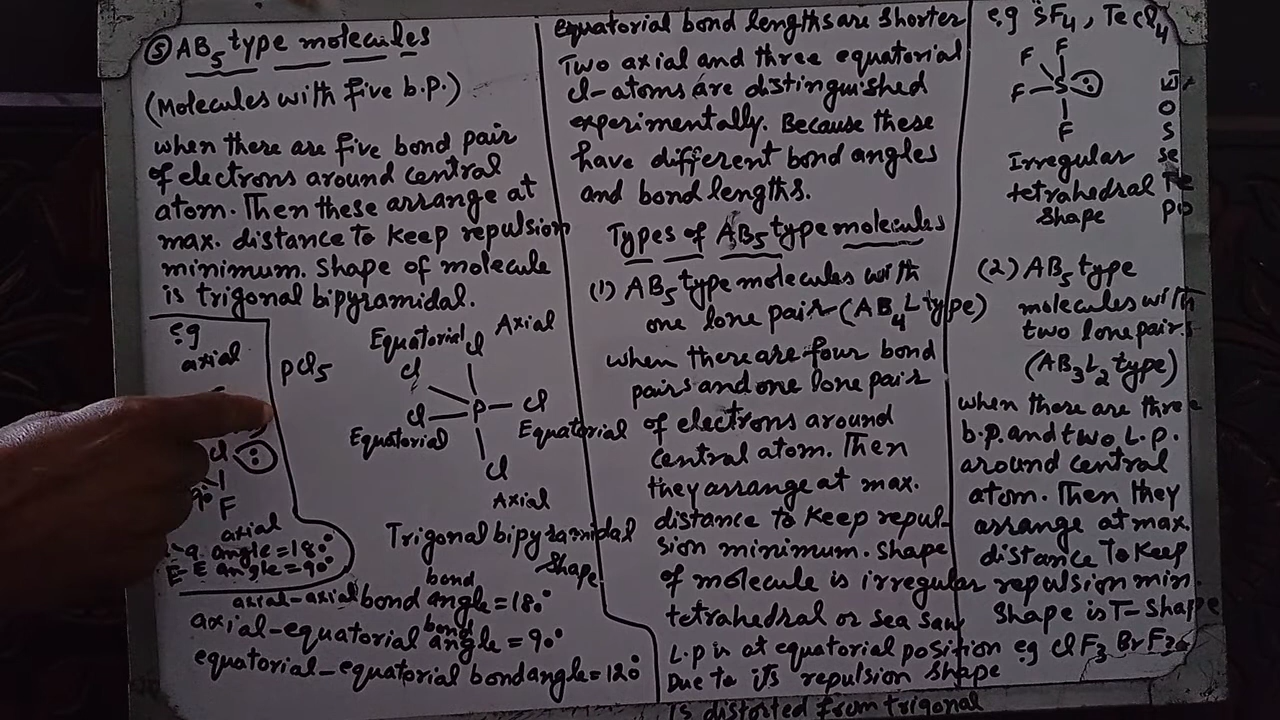 ⑤ AB5 type molecules
(Molecules with five b.p.)
when there are five bond pair
of electrons around central
atom. Then these arrange at
max. distance to keep repulsion
minimum. Shape of molecule
is trigonal bipyramidal.
e.g
axial
Cl
F
90°
axial
a-a angle = 180°
E-E angle = 90°
PCl5
Equatorial
Axial
Cl
Cl
Cl
P
Cl
Equatorial
Equatorial
Cl
Axial
Trigonal bipyramidal
Shape
axial-axial bond angle = 180°
axial-equatorial bond angle = 90°
equatorial-equatorial bond angle = 120°
Equatorial bond lengths are shorter
Two axial and three equatorial
Cl-atoms are distinguished
experimentally. Because these
have different bond angles
and bond lengths.
Types of AB5 type molecules
(1) AB5 type molecules with
one lone pair (AB4L type)
when there are four bond
pairs and one lone pair
of electrons around
central atom. Then
they arrange at max.
distance to keep repul-
sion minimum. Shape
of molecule is irregular
tetrahedral or sea saw
L.p is at equatorial position
Due to its repulsion shape
is distorted from trigonal
e.g SF4, TeCl4
F
F
F
S
F
Irregular
tetrahedral
Shape
O
S
Se
Te
Po
(2) AB5 type
molecules with
two lone pairs
(AB3L2 type)
when there are three
b.p. and two L.p.
around central
atom. Then they
arrange at max.
distance to keep
repulsion min.
Shape is T-shape
e.g ClF3 BrF3